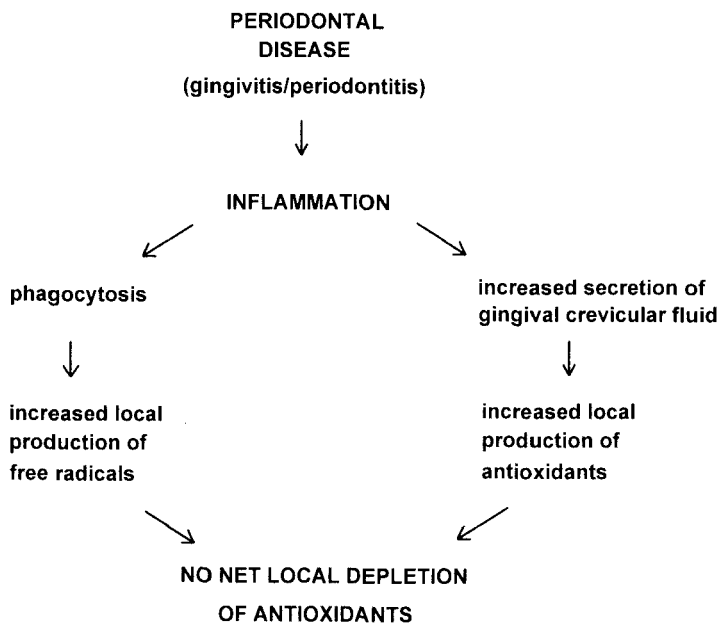 PERIODONTAL
DISEASE
(gingivitis/periodontitis)
INFLAMMATION
phagocytosis
increased local
production of
free radicals
increased secretion of
gingival crevicular fluid
increased local
production of
antioxidants
NO NET LOCAL DEPLETION
OF ANTIOXIDANTS